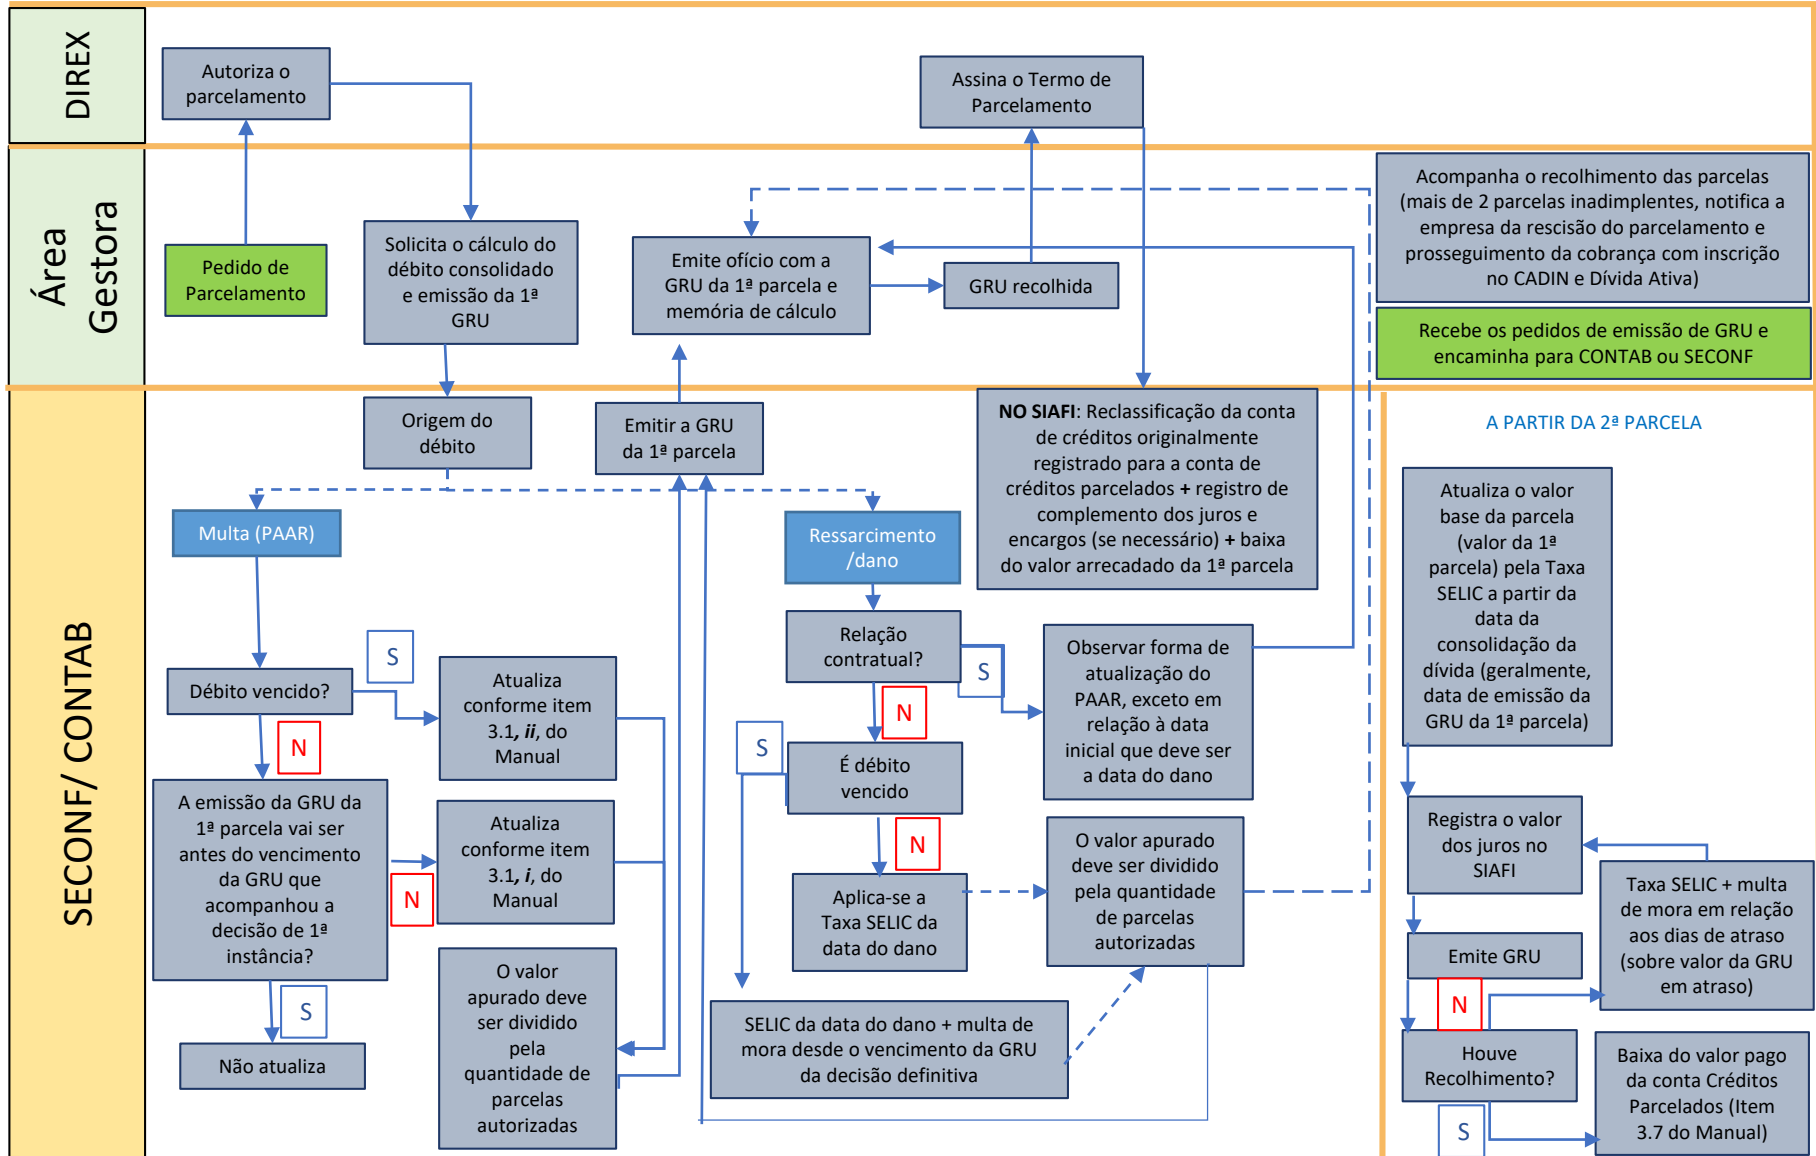 DIREX
Autoriza o
parcelamento
Assina o Termo de
Parcelamento
Área
Gestora
Pedido de
Parcelamento
Solicita o cálculo do
débito consolidado
e emissão da 1ª
GRU
Emite ofício com a
GRU da 1ª parcela e
memória de cálculo
GRU recolhida
Acompanha o recolhimento das parcelas
(mais de 2 parcelas inadimplentes, notifica a
empresa da rescisão do parcelamento e
prosseguimento da cobrança com inscrição
no CADIN e Dívida Ativa)
Recebe os pedidos de emissão de GRU e
encaminha para CONTAB ou SECONF
SECONF/ CONTAB
Origem do
débito
Emitir a GRU
da 1ª parcela
NO SIAFI: Reclassificação da conta
de créditos originalmente
registrado para a conta de
créditos parcelados + registro de
complemento dos juros e
encargos (se necessário) + baixa
do valor arrecadado da 1ª parcela
Multa (PAAR)
Ressarcimento
/dano
Débito vencido?
S
Atualiza
conforme item
3.1, ii, do
Manual
N
A emissão da GRU da
1ª parcela vai ser
antes do vencimento
da GRU que
acompanhou a
decisão de 1ª
instância?
N
Atualiza
conforme item
3.1, i, do
Manual
S
Não atualiza
O valor
apurado deve
ser dividido
pela
quantidade de
parcelas
autorizadas
Relação
contratual?
S
Observar forma de
atualização do
PAAR, exceto em
relação à data
inicial que deve ser
a data do dano
N
S
É débito
vencido
N
Aplica-se a
Taxa SELIC da
data do dano
O valor apurado
deve ser dividido
pela quantidade
de parcelas
autorizadas
SELIC da data do dano + multa de
mora desde o vencimento da GRU
da decisão definitiva
A PARTIR DA 2ª PARCELA
Atualiza o valor
base da parcela
(valor da 1ª
parcela) pela Taxa
SELIC a partir da
data da
consolidação da
dívida (geralmente,
data de emissão da
GRU da 1ª parcela)
Registra o valor
dos juros no
SIAFI
Taxa SELIC + multa
de mora em relação
aos dias de atraso
(sobre valor da GRU
em atraso)
Emite GRU
N
Houve
Recolhimento?
S
Baixa do valor pago
da conta Créditos
Parcelados (Item
3.7 do Manual)